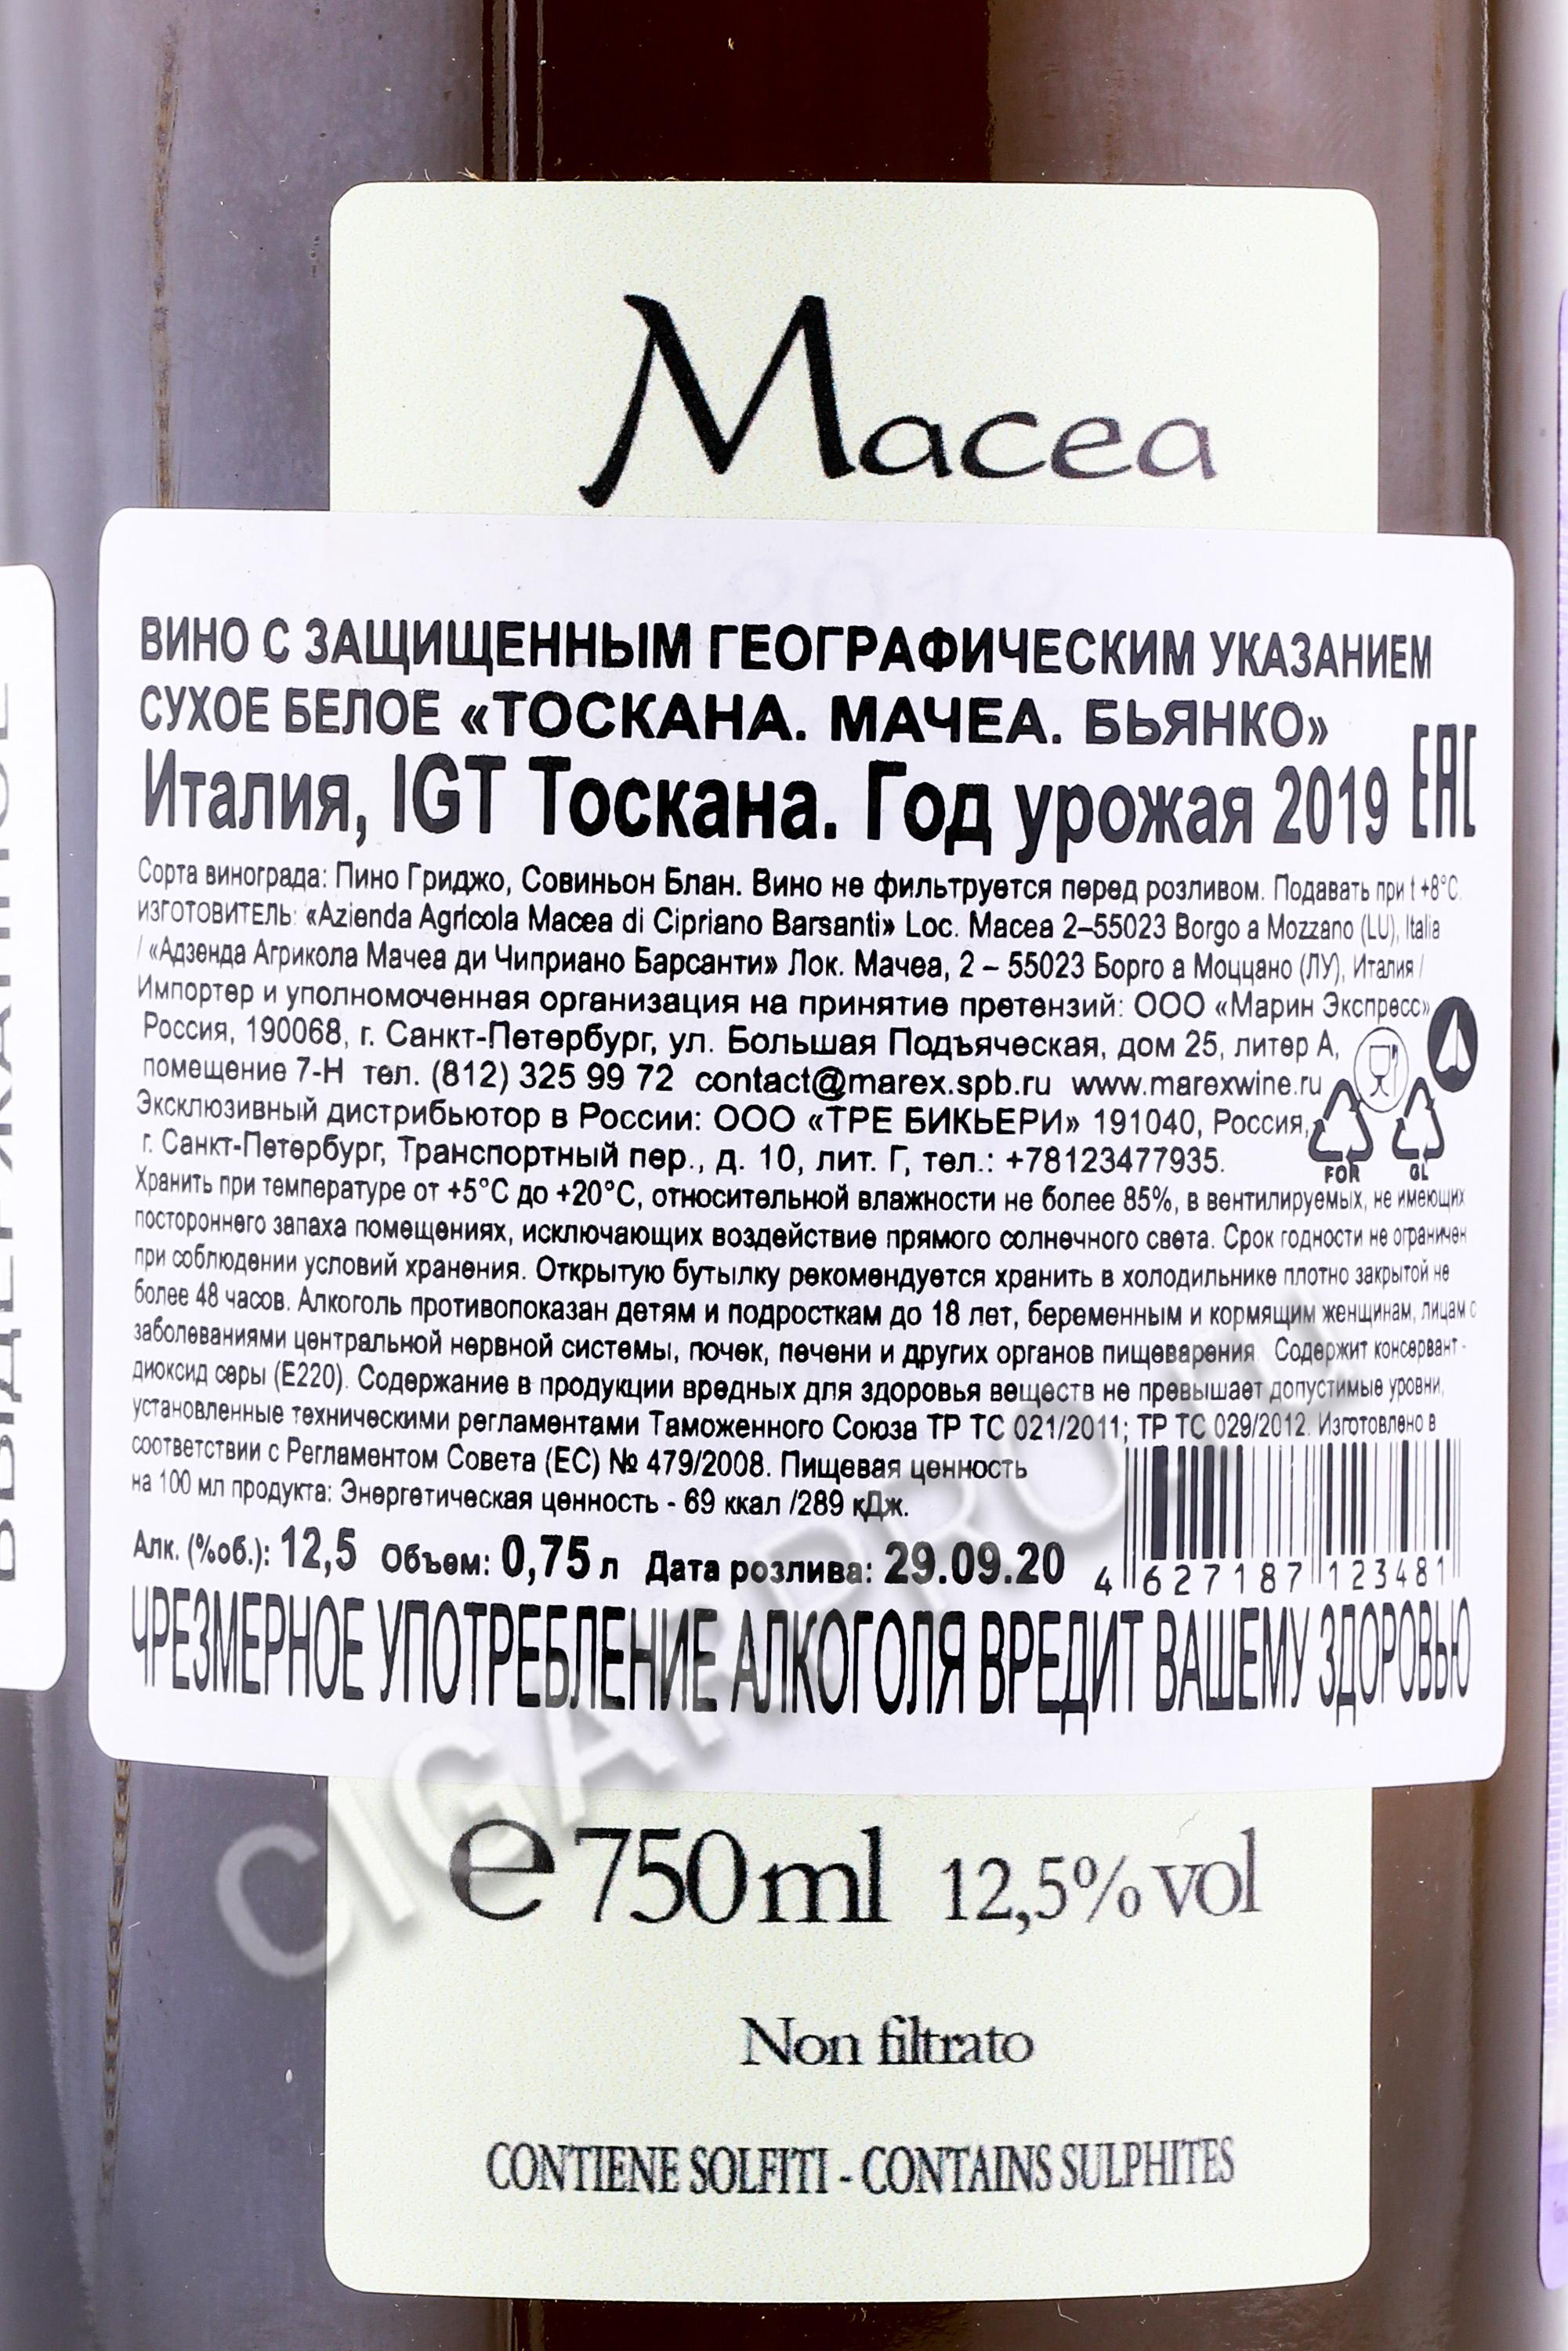 Macea
ВИНО С ЗАЩИЩЕННЫМ ГЕОГРАФИЧЕСКИМ УКАЗАНИЕМ
СУХОЕ БЕЛОЕ «ТОСКАНА. МАЧЕА. БЬЯНКО»
Италия, IGT Тоскана. Год урожая 2019 EAC
Сорта винограда: Пино Гриджо, Совиньон Блан. Вино не фильтруется перед розливом. Подавать при t +8°C.
ИЗГОТОВИТЕЛЬ: «Azienda Agricola Macea di Cipriano Barsanti» Loc. Macea 2–55023 Borgo a Mozzano (LU), Italia
/ «Адзенда Агрикола Мачеа ди Чиприано Барсанти» Лок. Мачеа, 2 – 55023 Борго а Моццано (ЛУ), Италия /
Импортер и уполномоченная организация на принятие претензий: ООО «Марин Экспресс»
Россия, 190068, г. Санкт-Петербург, ул. Большая Подъяческая, дом 25, литер А,
помещение 7-Н тел. (812) 325 99 72 contact@marex.spb.ru www.marexwine.ru
Эксклюзивный дистрибьютор в России: ООО «ТРЕ БИКЬЕРИ» 191040, Россия,
г. Санкт-Петербург, Транспортный пер., д. 10, лит. Г, тел.: +78123477935.
FOR GL
Хранить при температуре от +5°C до +20°C, относительной влажности не более 85%, в вентилируемых, не имеющих
постороннего запаха помещениях, исключающих воздействие прямого солнечного света. Срок годности не ограничен
при соблюдении условий хранения. Открытую бутылку рекомендуется хранить в холодильнике плотно закрытой не
более 48 часов. Алкоголь противопоказан детям и подросткам до 18 лет, беременным и кормящим женщинам, лицам с
заболеваниями центральной нервной системы, почек, печени и других органов пищеварения. Содержит консервант -
диоксид серы (Е220). Содержание в продукции вредных для здоровья веществ не превышает допустимые уровни,
установленные техническими регламентами Таможенного Союза ТР ТС 021/2011; ТР ТС 029/2012. Изготовлено в
соответствии с Регламентом Совета (ЕС) № 479/2008. Пищевая ценность
на 100 мл продукта: Энергетическая ценность - 69 ккал /289 кДж.
Алк. (%об.): 12,5 Объем: 0,75 л Дата розлива: 29.09.20
4 627187 123481
ЧРЕЗМЕРНОЕ УПОТРЕБЛЕНИЕ АЛКОГОЛЯ ВРЕДИТ ВАШЕМУ ЗДОРОВЬЮ
CIGARPRO.ru
e 750 ml 12,5% vol
Non filtrato
CONTIENE SOLFITI - CONTAINS SULPHITES